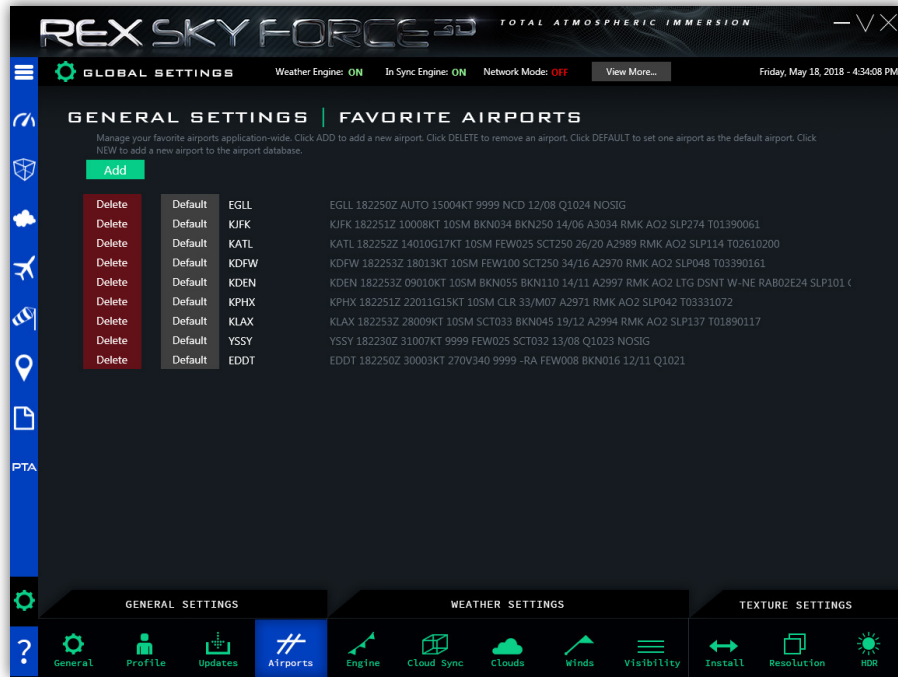 REX SKY FORCE 3D TOTAL ATMOSPHERIC IMMERSION
GLOBAL SETTINGS Weather Engine: ON In Sync Engine: ON Network Mode: OFF View More... Friday, May 18, 2018 - 4:34:08 PM
GENERAL SETTINGS | FAVORITE AIRPORTS
Manage your favorite airports application-wide. Click ADD to add a new airport. Click DELETE to remove an airport. Click DEFAULT to set one airport as the default airport. Click
NEW to add a new airport to the airport database.
Add
Delete Default EGLL EGLL 182250Z AUTO 15004KT 9999 NCD 12/08 Q1024 NOSIG
Delete Default KJFK KJFK 182251Z 10008KT 10SM BKN034 BKN250 14/06 A3034 RMK AO2 SLP274 T01390061
Delete Default KATL KATL 182252Z 14010G17KT 10SM FEW025 SCT250 26/20 A2989 RMK AO2 SLP114 T02610200
Delete Default KDFW KDFW 182253Z 18013KT 10SM FEW100 SCT250 34/16 A2970 RMK AO2 SLP048 T03390161
Delete Default KDEN KDEN 182253Z 09010KT 10SM BKN055 BKN110 14/11 A2997 RMK AO2 LTG DSNT W-NE RAB02E24 SLP101
Delete Default KPHX KPHX 182251Z 22011G15KT 10SM CLR 33/M07 A2971 RMK AO2 SLP042 T03331072
Delete Default KLAX KLAX 182253Z 28009KT 10SM SCT033 BKN045 19/12 A2994 RMK AO2 SLP137 T01890117
Delete Default YSSY YSSY 182230Z 31007KT 9999 FEW025 SCT032 13/08 Q1023 NOSIG
Delete Default EDDT EDDT 182250Z 30003KT 270V340 9999 -RA FEW008 BKN016 12/11 Q1021
PTA
GENERAL SETTINGS WEATHER SETTINGS TEXTURE SETTINGS
? General Profile Updates Airports Engine Cloud Sync Clouds Winds Visibility Install Resolution HDR